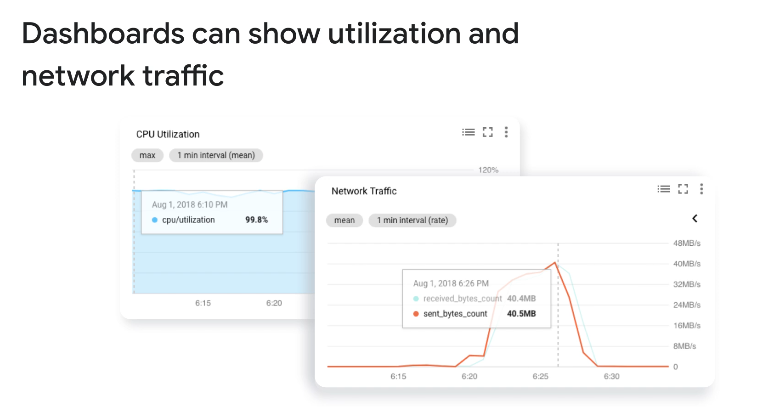 Dashboards can show utilization and
network traffic
CPU Utilization
max
1 min interval (mean)
120%
Aug 1, 2018 6:10 PM
cpu/utilization 99.8%
6:15
6:20
Network Traffic
mean
1 min interval (rate)
48MB/s
40MB/s
32MB/s
24MB/s
16MB/s
8MB/s
0
Aug 1, 2018 6:26 PM
received_bytes_count 40.4MB
sent_bytes_count 40.5MB
6:15
6:20
6:25
6:30